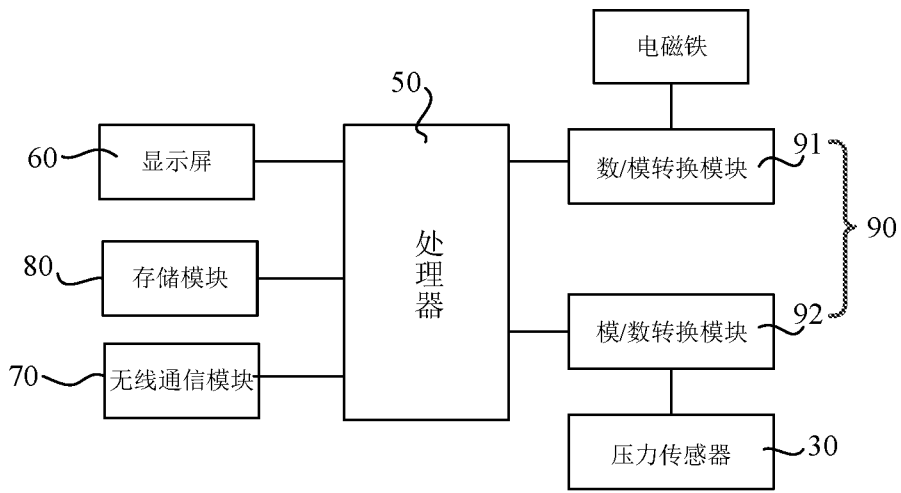 电磁铁
50
60
显示屏
数/模转换模块
91
处理器
90
80
存储模块
模/数转换模块
92
70
无线通信模块
压力传感器
30